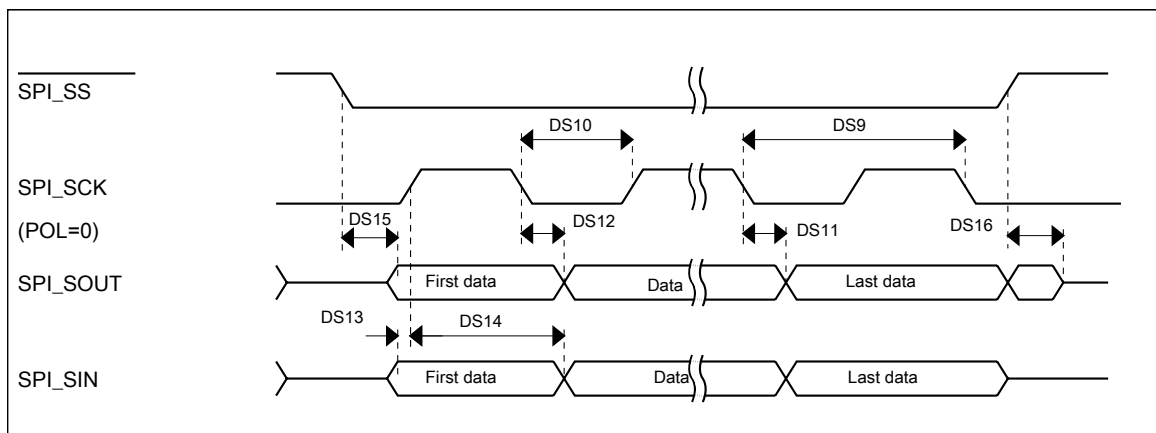 SPI_SS
DS10
DS9
SPI_SCK
(POL=0)
DS15
DS12
DS11
DS16
SPI_SOUT
First data
Data
Last data
DS13
DS14
SPI_SIN
First data
Data
Last data